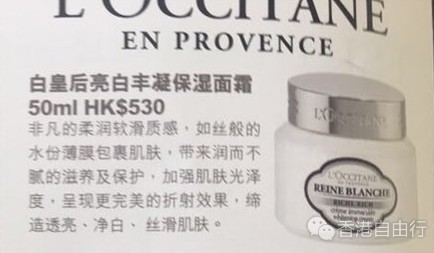 L'OCCITANE
EN PROVENCE
白皇后亮白丰凝保湿面霜
50ml HK$530
非凡的柔润软滑质感，如丝般的
水份薄膜包裹肌肤，带来润而不
腻的滋养及保护，加强肌肤光泽
度，呈现更完美的折射效果，缔
造透亮、净白、丝滑肌肤。
L'OCCITANE
L'OCCITANE
EN PROVENCE
REINE BLANCHE
RICHE-RICH
香港自由行